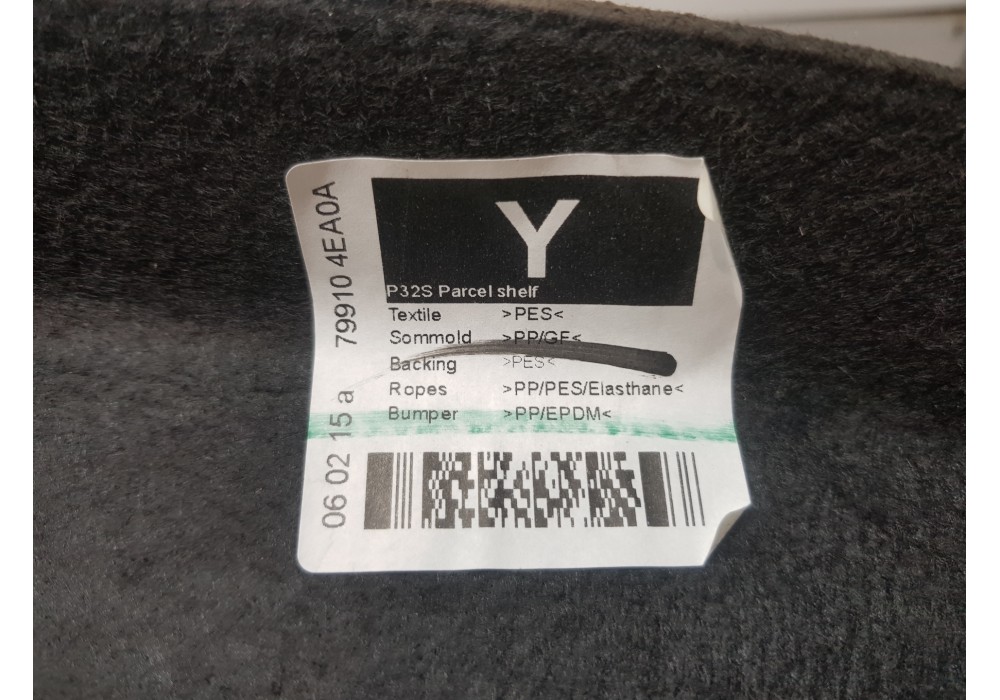 Y
P32S Parcel shelf
Textile >PES<
Sommold >PP/GF<
Backing >PES<
Ropes >PP/PES/Elasthane<
Bumper >PP/EPDM<
06 02 15 a 79910 4EA0A